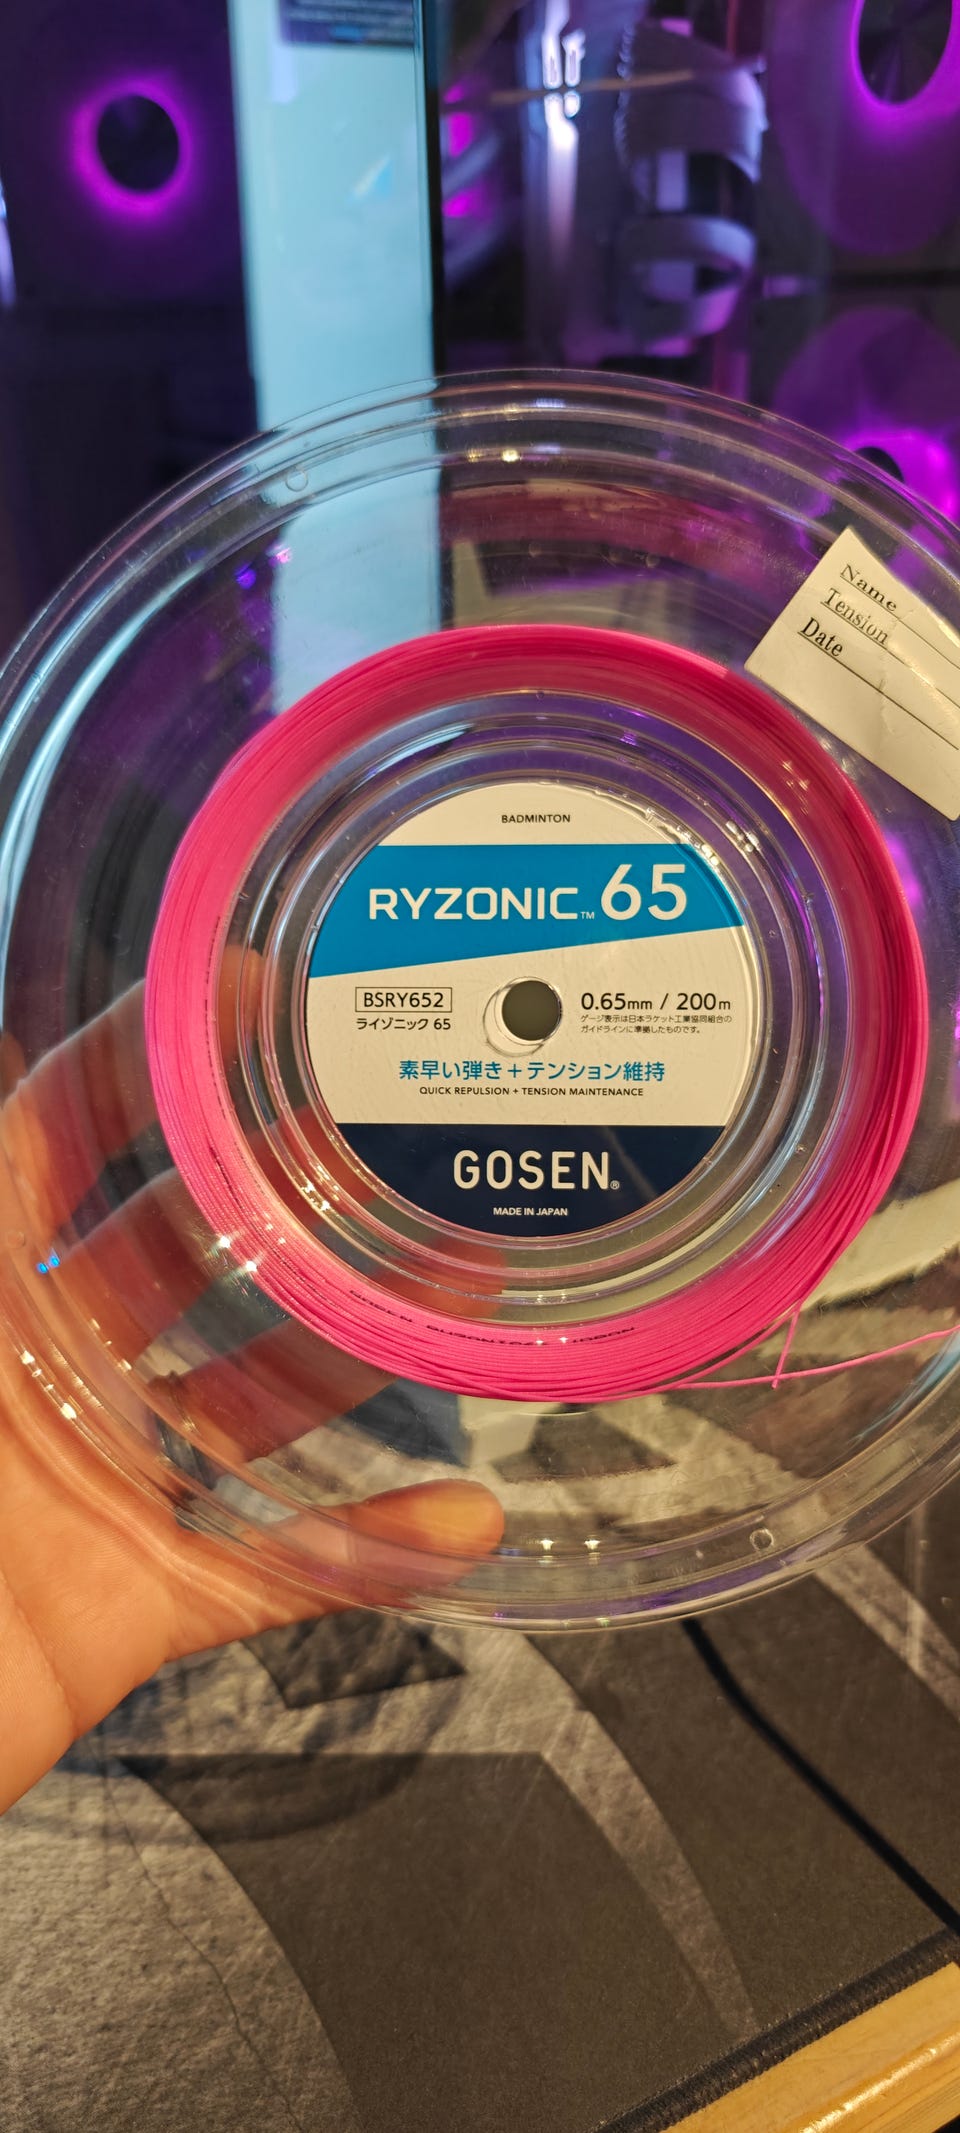 Name
Tension
Date
BADMINTON
RYZONIC™ 65
BSRY652
ライゾニック 65
0.65mm / 200m
ゲージ表示は日本ラケット工業協同組合の
ガイドラインに準拠したものです。
素早い弾き+テンション維持
QUICK REPULSION + TENSION MAINTENANCE
GOSEN®
MADE IN JAPAN